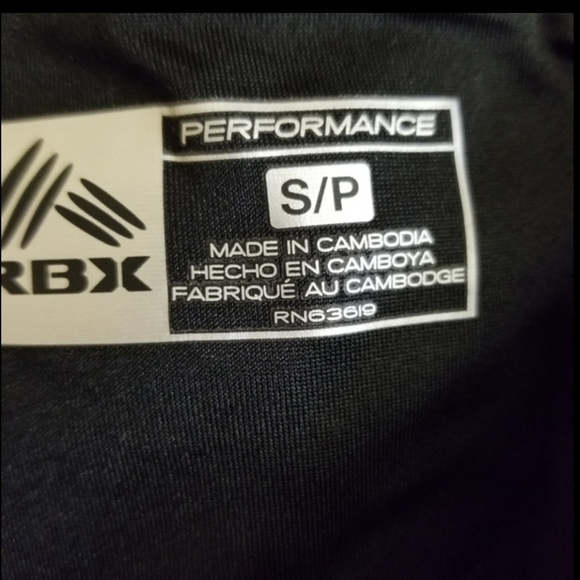 RBX
PERFORMANCE
S/P
MADE IN CAMBODIA
HECHO EN CAMBOYA
FABRIQUÉ AU CAMBODGE
RN63619